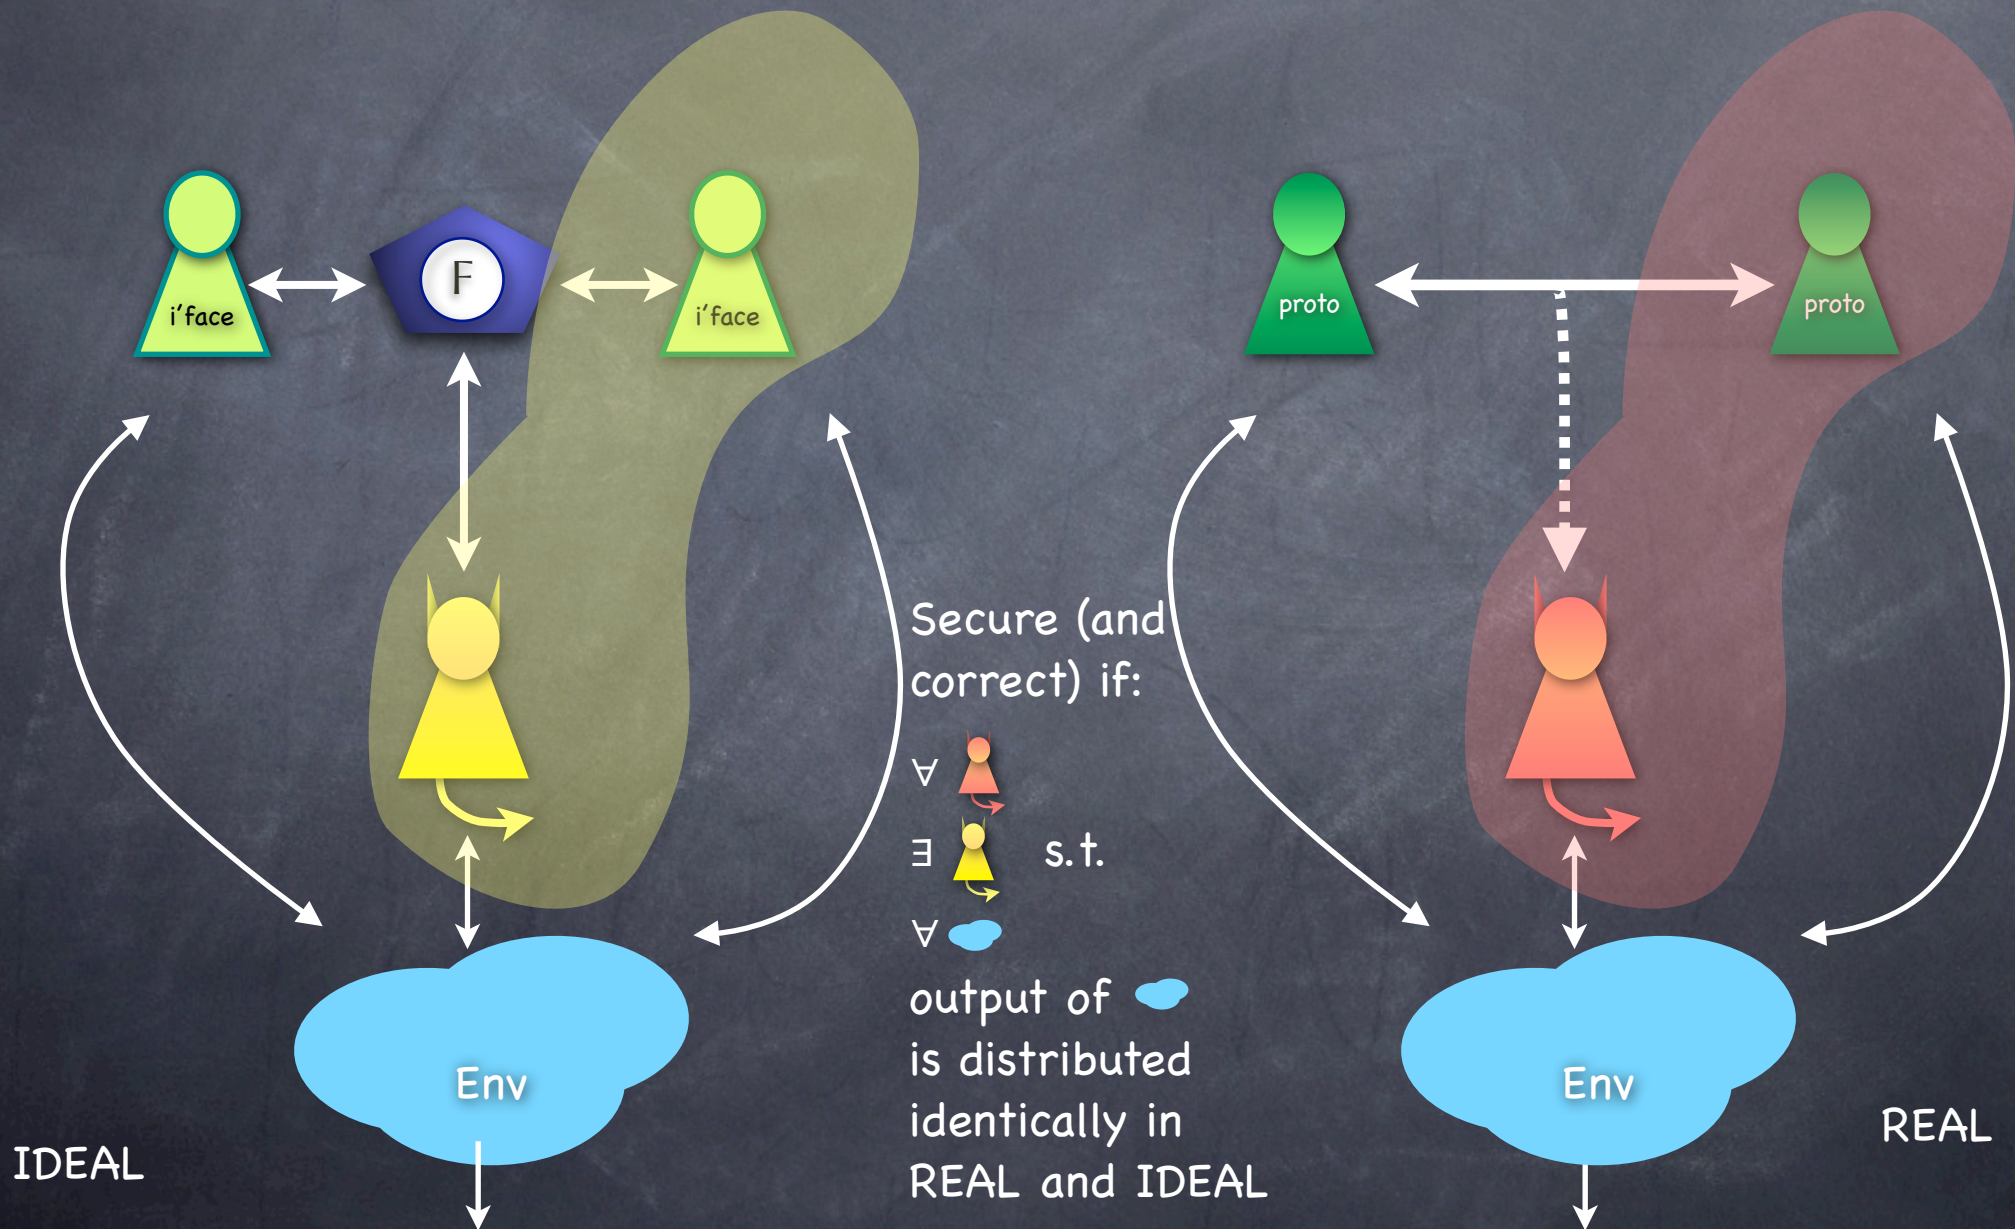 i'face
F
i'face
proto
proto
Secure (and
correct) if:
∀
∃ s.t.
∀
output of
is distributed
identically in
REAL and IDEAL
Env
Env
IDEAL
REAL